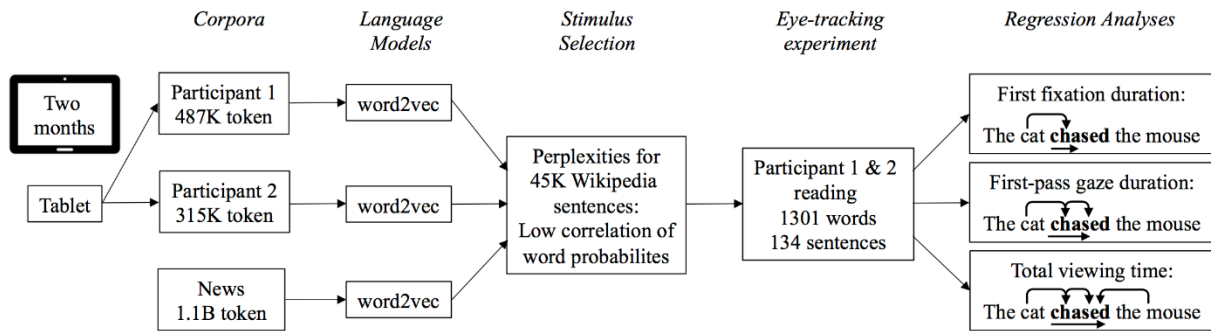 Corpora
Language
Models
Stimulus
Selection
Eye-tracking
experiment
Regression Analyses
Two
months
Tablet
Participant 1
487K token
Participant 2
315K token
News
1.1B token
word2vec
word2vec
word2vec
Perplexities for
45K Wikipedia
sentences:
Low correlation of
word probabilites
Participant 1 & 2
reading
1301 words
134 sentences
First fixation duration:
The cat chased the mouse
First-pass gaze duration:
The cat chased the mouse
Total viewing time:
The cat chased the mouse